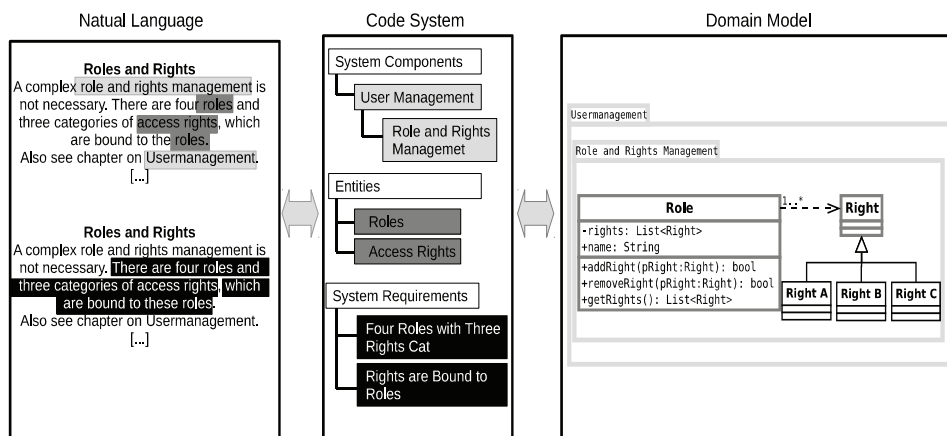 Natual Language
Roles and Rights
A complex role and rights management is
not necessary. There are four roles and
three categories of access rights, which
are bound to the roles.
Also see chapter on Usermanagement.
[...]
Roles and Rights
A complex role and rights management is
not necessary. There are four roles and
three categories of access rights, which
are bound to these roles.
Also see chapter on Usermanagement.
[...]
Code System
System Components
User Management
Role and Rights
Managemet
Entities
Roles
Access Rights
System Requirements
Four Roles with Three
Rights Cat
Rights are Bound to
Roles
Domain Model
Usermanagement
Role and Rights Management
Role
-rights: List<Right>
+name: String
+addRight(pRight:Right): bool
+removeRight(pRight:Right): bool
+getRights(): List<Right>
1..*
Right
Right A
Right B
Right C